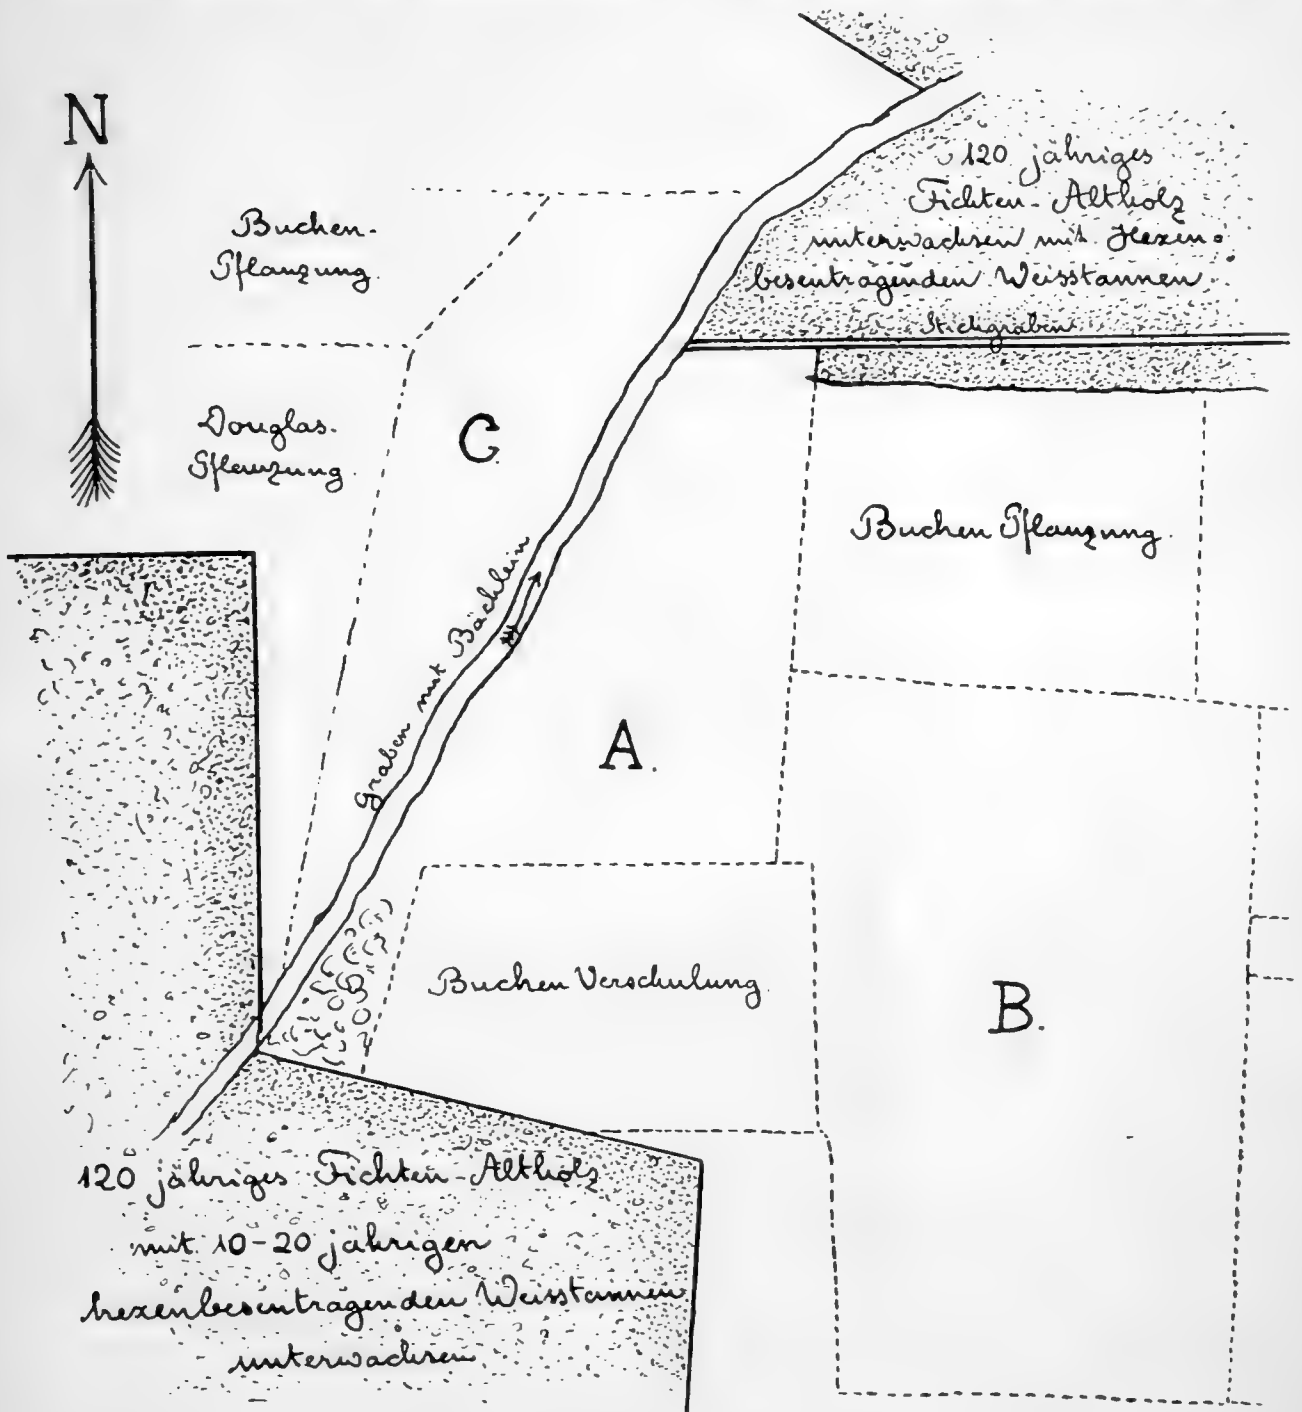 N
120 jähriges
Fichten-Altholz
unterwachsen mit Hexen-
besentragenden Weisstannen
Stichgraben
Buchen-
Pflanzung.
Douglas-
Pflanzung.
C.
Buchen Pflanzung.
Graben mit Bächlein
A.
Buchen Verschulung.
B.
120 jähriges Fichten-Altholz
mit 10-20 jährigen
hexenbesentragenden Weisstannen
unterwachsen.